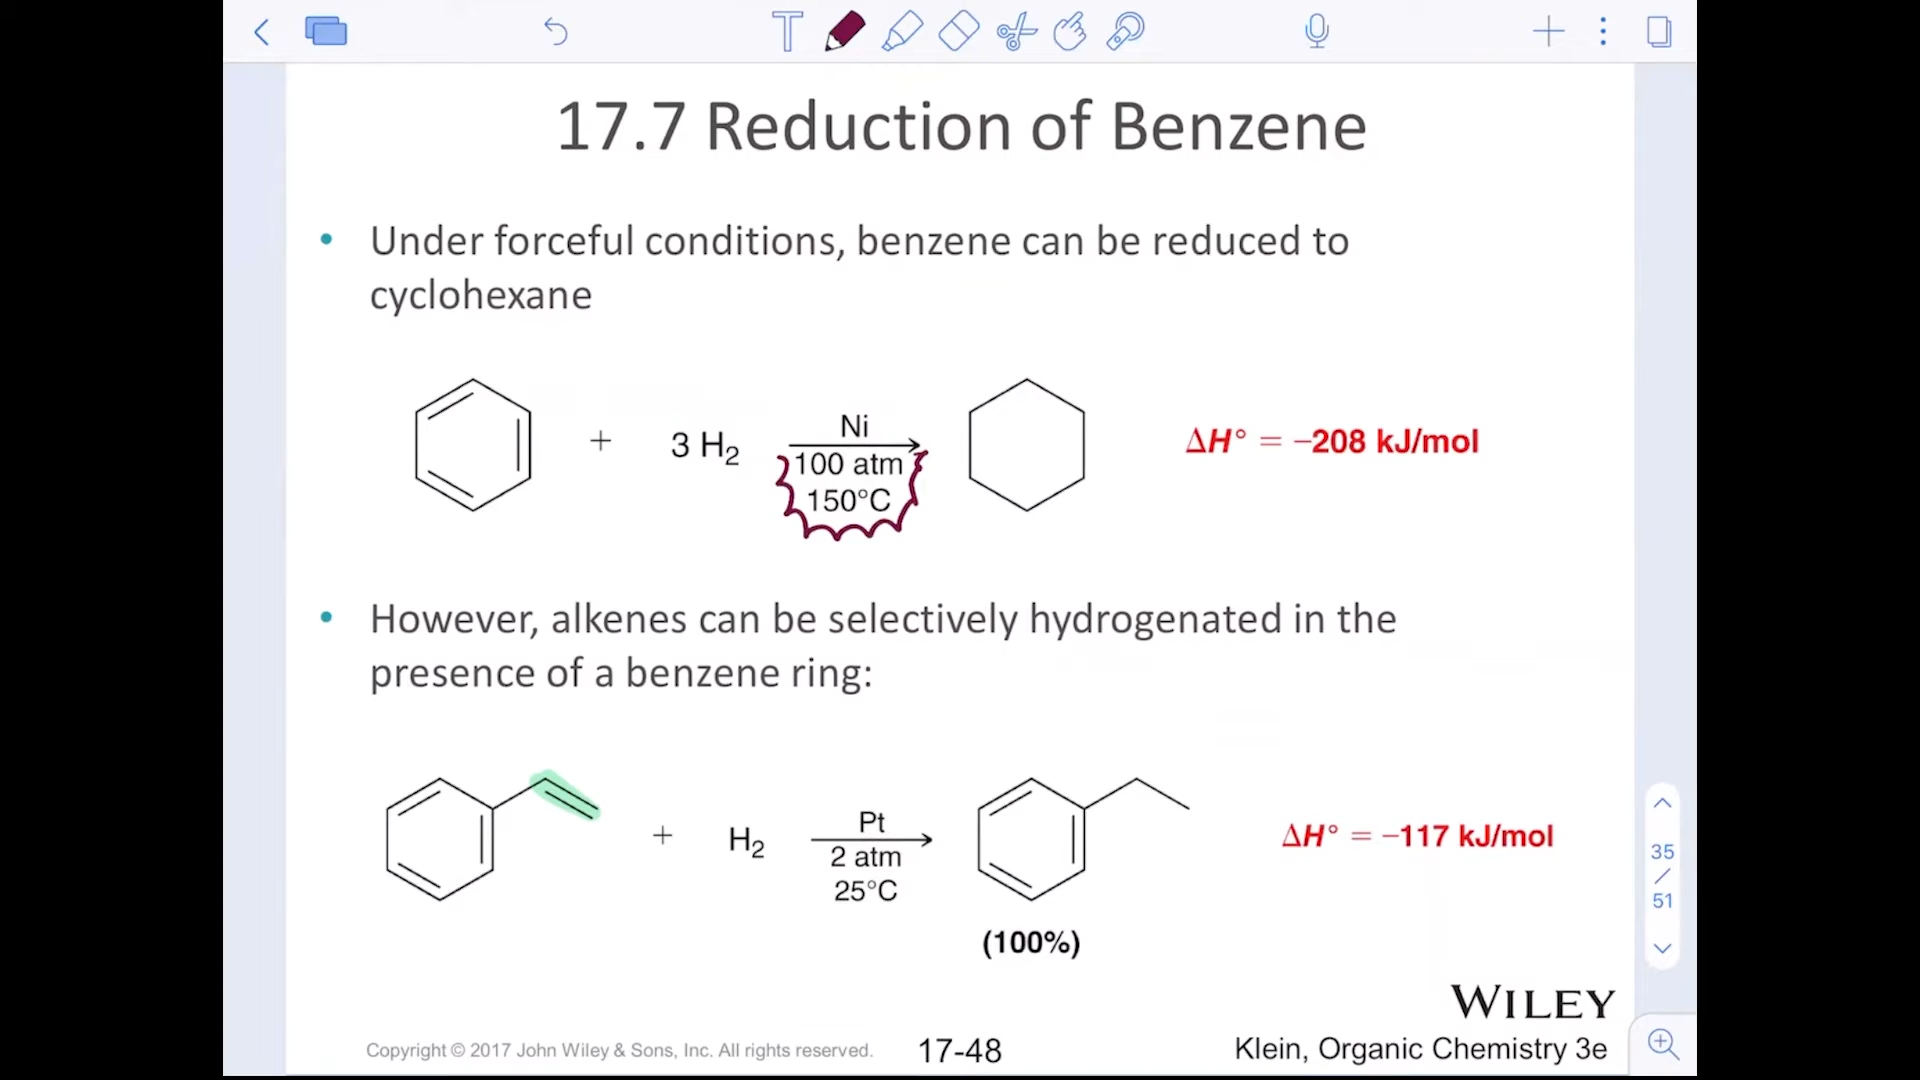 17.7 Reduction of Benzene
• Under forceful conditions, benzene can be reduced to
cyclohexane
+ 3 H₂
Ni
100 atm
150°C
ΔH° = −208 kJ/mol
• However, alkenes can be selectively hydrogenated in the
presence of a benzene ring:
+ H₂
Pt
2 atm
25°C
(100%)
ΔH° = −117 kJ/mol
35
/
51
WILEY
Copyright © 2017 John Wiley & Sons, Inc. All rights reserved.
17-48
Klein, Organic Chemistry 3e